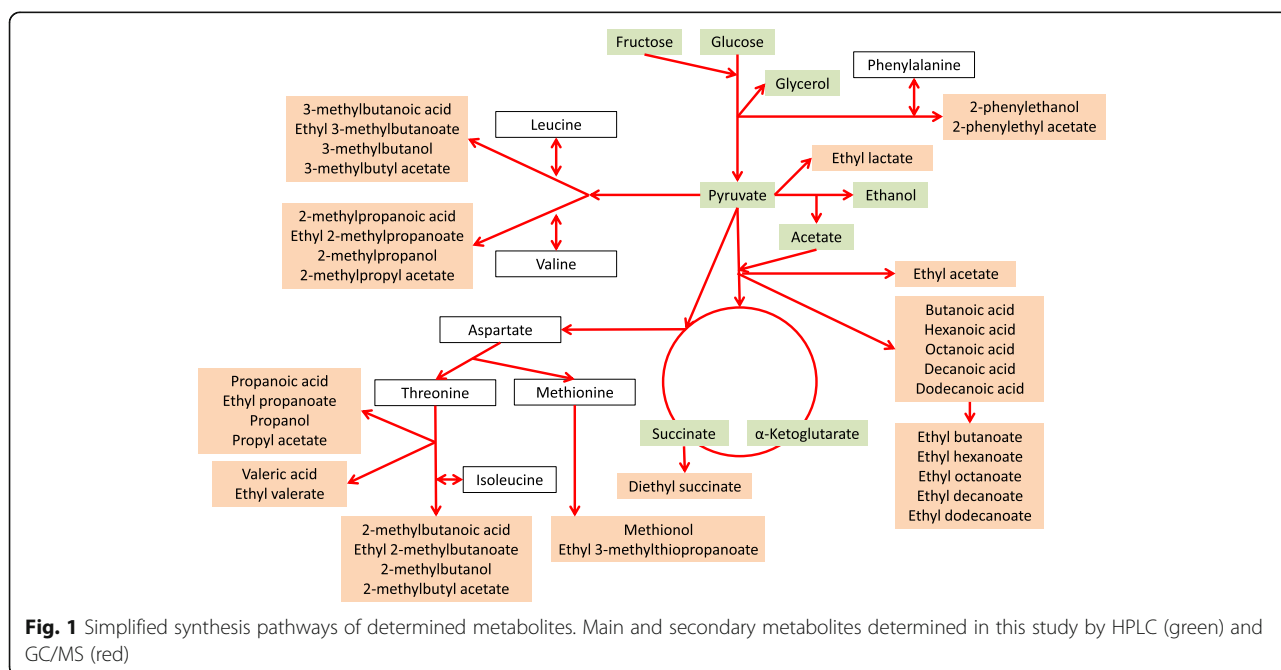 Fructose
Glucose
Glycerol
Phenylalanine
2-phenylethanol
2-phenylethyl acetate
3-methylbutanoic acid
Ethyl 3-methylbutanoate
3-methylbutanol
3-methylbutyl acetate
Leucine
Ethyl lactate
Pyruvate
Ethanol
2-methylpropanoic acid
Ethyl 2-methylpropanoate
2-methylpropanol
2-methylpropyl acetate
Valine
Acetate
Ethyl acetate
Butanoic acid
Hexanoic acid
Octanoic acid
Decanoic acid
Dodecanoic acid
Aspartate
Threonine
Methionine
Propanoic acid
Ethyl propanoate
Propanol
Propyl acetate
Succinate
α-Ketoglutarate
Ethyl butanoate
Ethyl hexanoate
Ethyl octanoate
Ethyl decanoate
Ethyl dodecanoate
Valeric acid
Ethyl valerate
Isoleucine
Diethyl succinate
2-methylbutanoic acid
Ethyl 2-methylbutanoate
2-methylbutanol
2-methylbutyl acetate
Methionol
Ethyl 3-methylthiopropanoate
Fig. 1 Simplified synthesis pathways of determined metabolites. Main and secondary metabolites determined in this study by HPLC (green) and
GC/MS (red)